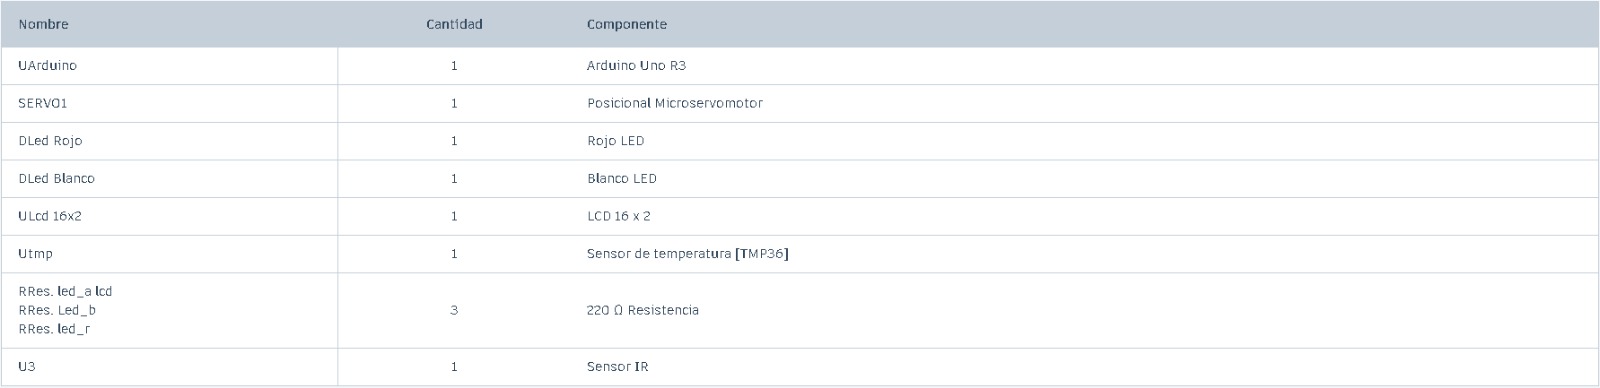 Nombre Cantidad Componente
UArduino 1 Arduino Uno R3
SERVO1 1 Posicional Microservomotor
DLed Rojo 1 Rojo LED
DLed Blanco 1 Blanco LED
ULcd 16x2 1 LCD 16 x 2
Utmp 1 Sensor de temperatura [TMP36]
RRes. led_a lcd
RRes. Led_b 3 220 Ω Resistencia
RRes. led_r
U3 1 Sensor IR